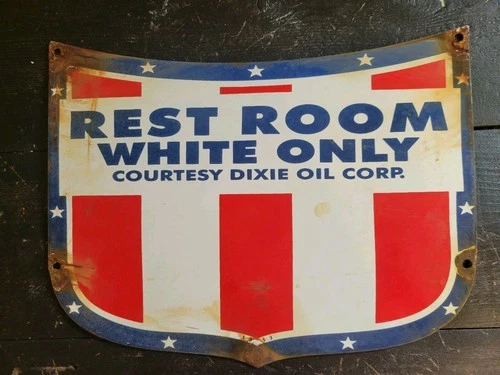 REST ROOM
WHITE ONLY
COURTESY DIXIE OIL CORP.